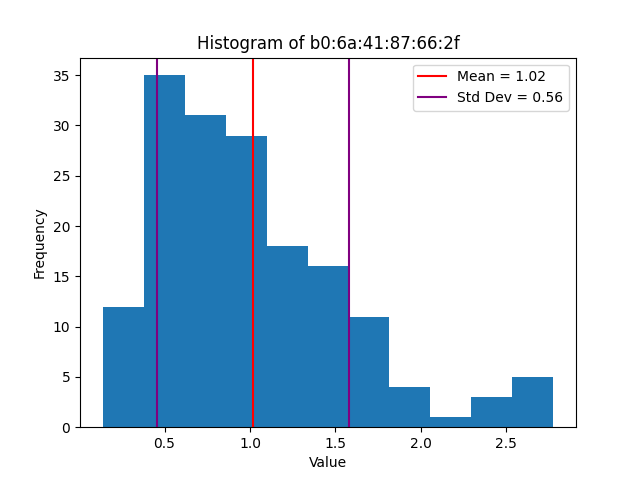 Histogram of b0:6a:41:87:66:2f
Mean = 1.02
Std Dev = 0.56
Frequency
35
30
25
20
15
10
5
0
0.5 1.0 1.5 2.0 2.5
Value